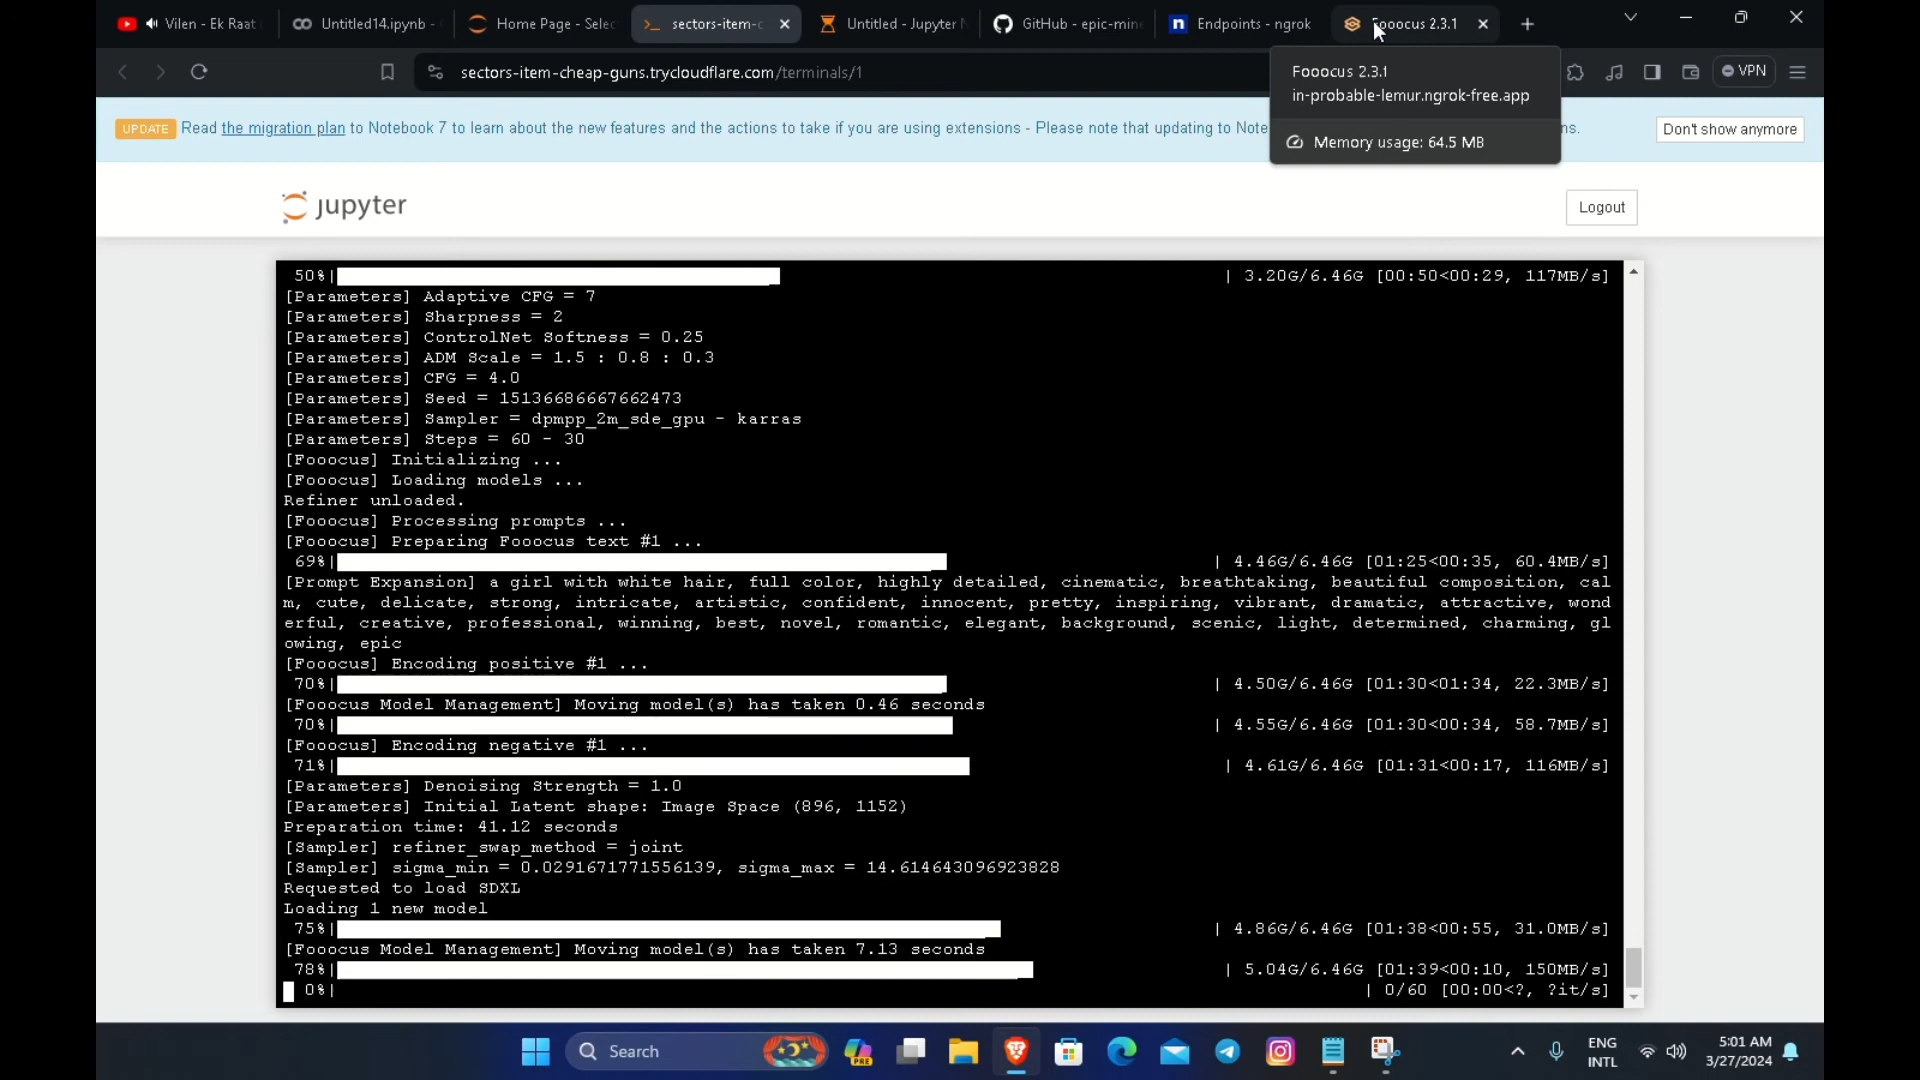 Vilen - Ek Raat
Untitled14.ipynb -
Home Page - Selec
sectors-item-c
Untitled - Jupyter N
GitHub - epic-mine
Endpoints - ngrok
Fooocus 2.3.1
sectors-item-cheap-guns.trycloudflare.com/terminals/1
VPN
Fooocus 2.3.1
in-probable-lemur.ngrok-free.app
Memory usage: 64.5 MB
UPDATE Read the migration plan to Notebook 7 to learn about the new features and the actions to take if you are using extensions - Please note that updating to Note ns.
Don't show anymore
jupyter
Logout
50%| | 3.20G/6.46G [00:50<00:29, 117MB/s]
[Parameters] Adaptive CFG = 7
[Parameters] Sharpness = 2
[Parameters] ControlNet Softness = 0.25
[Parameters] ADM Scale = 1.5 : 0.8 : 0.3
[Parameters] CFG = 4.0
[Parameters] Seed = 15136686667662473
[Parameters] Sampler = dpmpp_2m_sde_gpu - karras
[Parameters] Steps = 60 - 30
[Fooocus] Initializing ...
[Fooocus] Loading models ...
Refiner unloaded.
[Fooocus] Processing prompts ...
[Fooocus] Preparing Fooocus text #1 ...
69%| | 4.46G/6.46G [01:25<00:35, 60.4MB/s]
[Prompt Expansion] a girl with white hair, full color, highly detailed, cinematic, breathtaking, beautiful composition, cal
m, cute, delicate, strong, intricate, artistic, confident, innocent, pretty, inspiring, vibrant, dramatic, attractive, wond
erful, creative, professional, winning, best, novel, romantic, elegant, background, scenic, light, determined, charming, gl
owing, epic
[Fooocus] Encoding positive #1 ...
70%| | 4.50G/6.46G [01:30<01:34, 22.3MB/s]
[Fooocus Model Management] Moving model(s) has taken 0.46 seconds
70%| | 4.55G/6.46G [01:30<00:34, 58.7MB/s]
[Fooocus] Encoding negative #1 ...
71%| | 4.61G/6.46G [01:31<00:17, 116MB/s]
[Parameters] Denoising Strength = 1.0
[Parameters] Initial Latent shape: Image Space (896, 1152)
Preparation time: 41.12 seconds
[Sampler] refiner_swap_method = joint
[Sampler] sigma_min = 0.0291671771556139, sigma_max = 14.614643096923828
Requested to load SDXL
Loading 1 new model
75%| | 4.86G/6.46G [01:38<00:55, 31.0MB/s]
[Fooocus Model Management] Moving model(s) has taken 7.13 seconds
78%| | 5.04G/6.46G [01:39<00:10, 150MB/s]
0%| | 0/60 [00:00<?, ?it/s]
Search
PRE
ENG
INTL
5:01 AM
3/27/2024